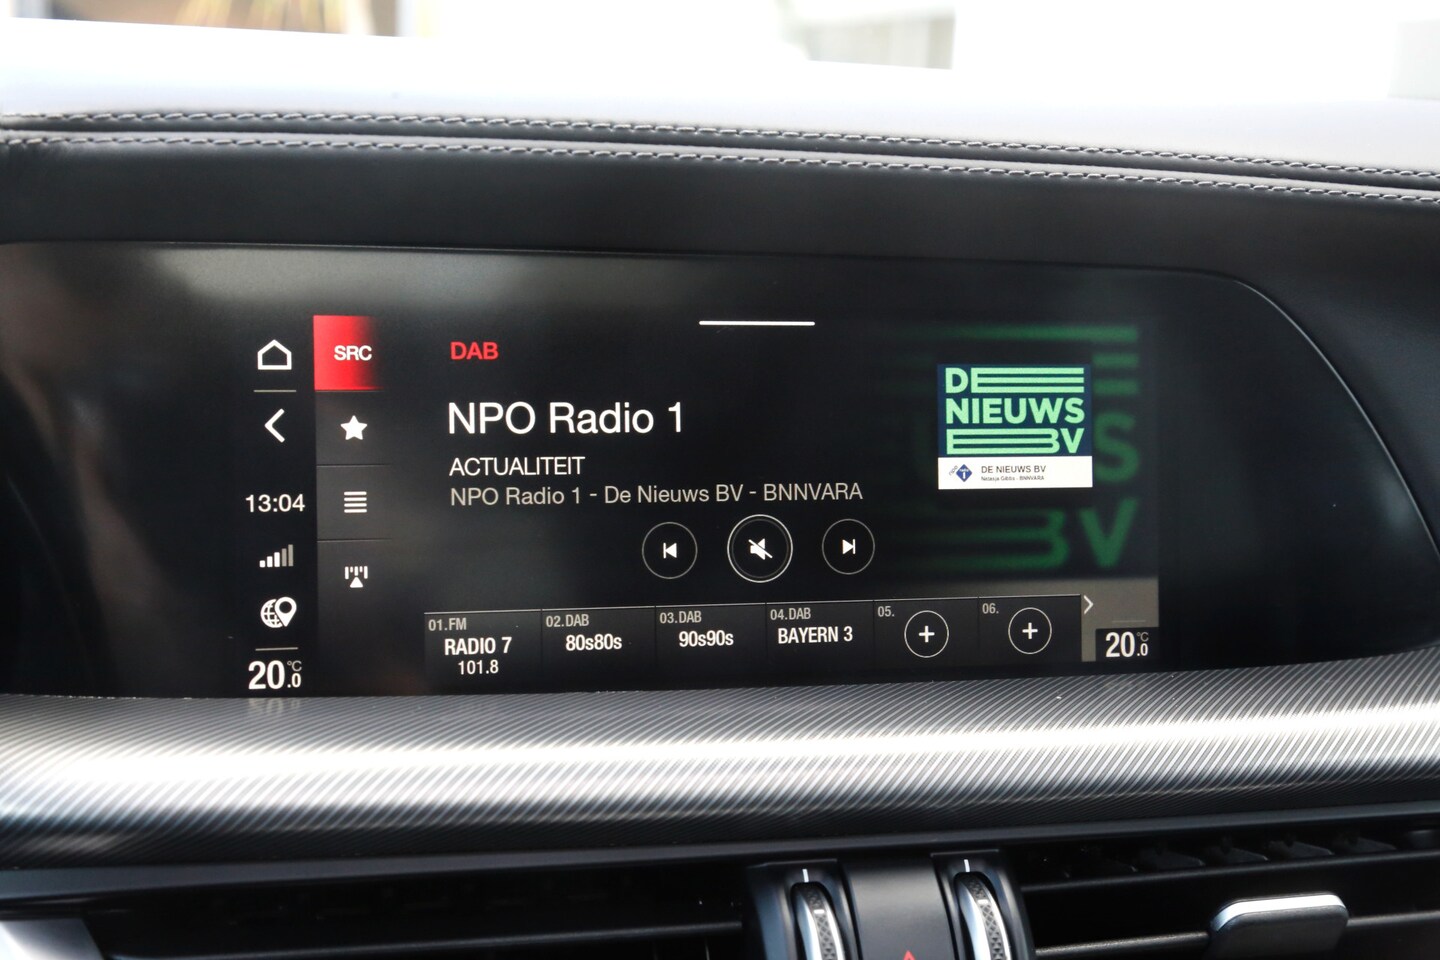 SRC
DAB
NPO Radio 1
ACTUALITEIT
NPO Radio 1 - De Nieuws BV - BNNVARA
DE
NIEUWS
BV
DE NIEUWS BV
S
BV
13:04
20.0 °C
01.FM
RADIO 7
101.8
02.DAB
80s80s
03.DAB
90s90s
04.DAB
BAYERN 3
05.
06.
20.0 °C